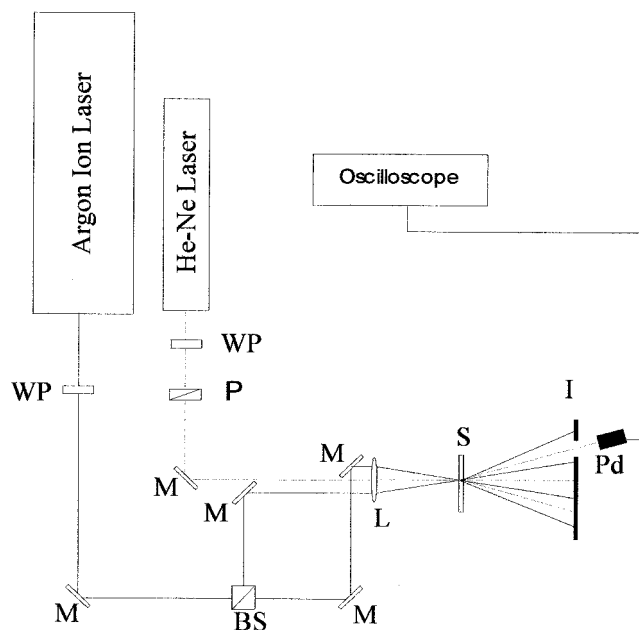 Argon Ion Laser
He-Ne Laser
Oscilloscope
WP
WP
P
I
M
S
Pd
M
M
L
M
BS
M